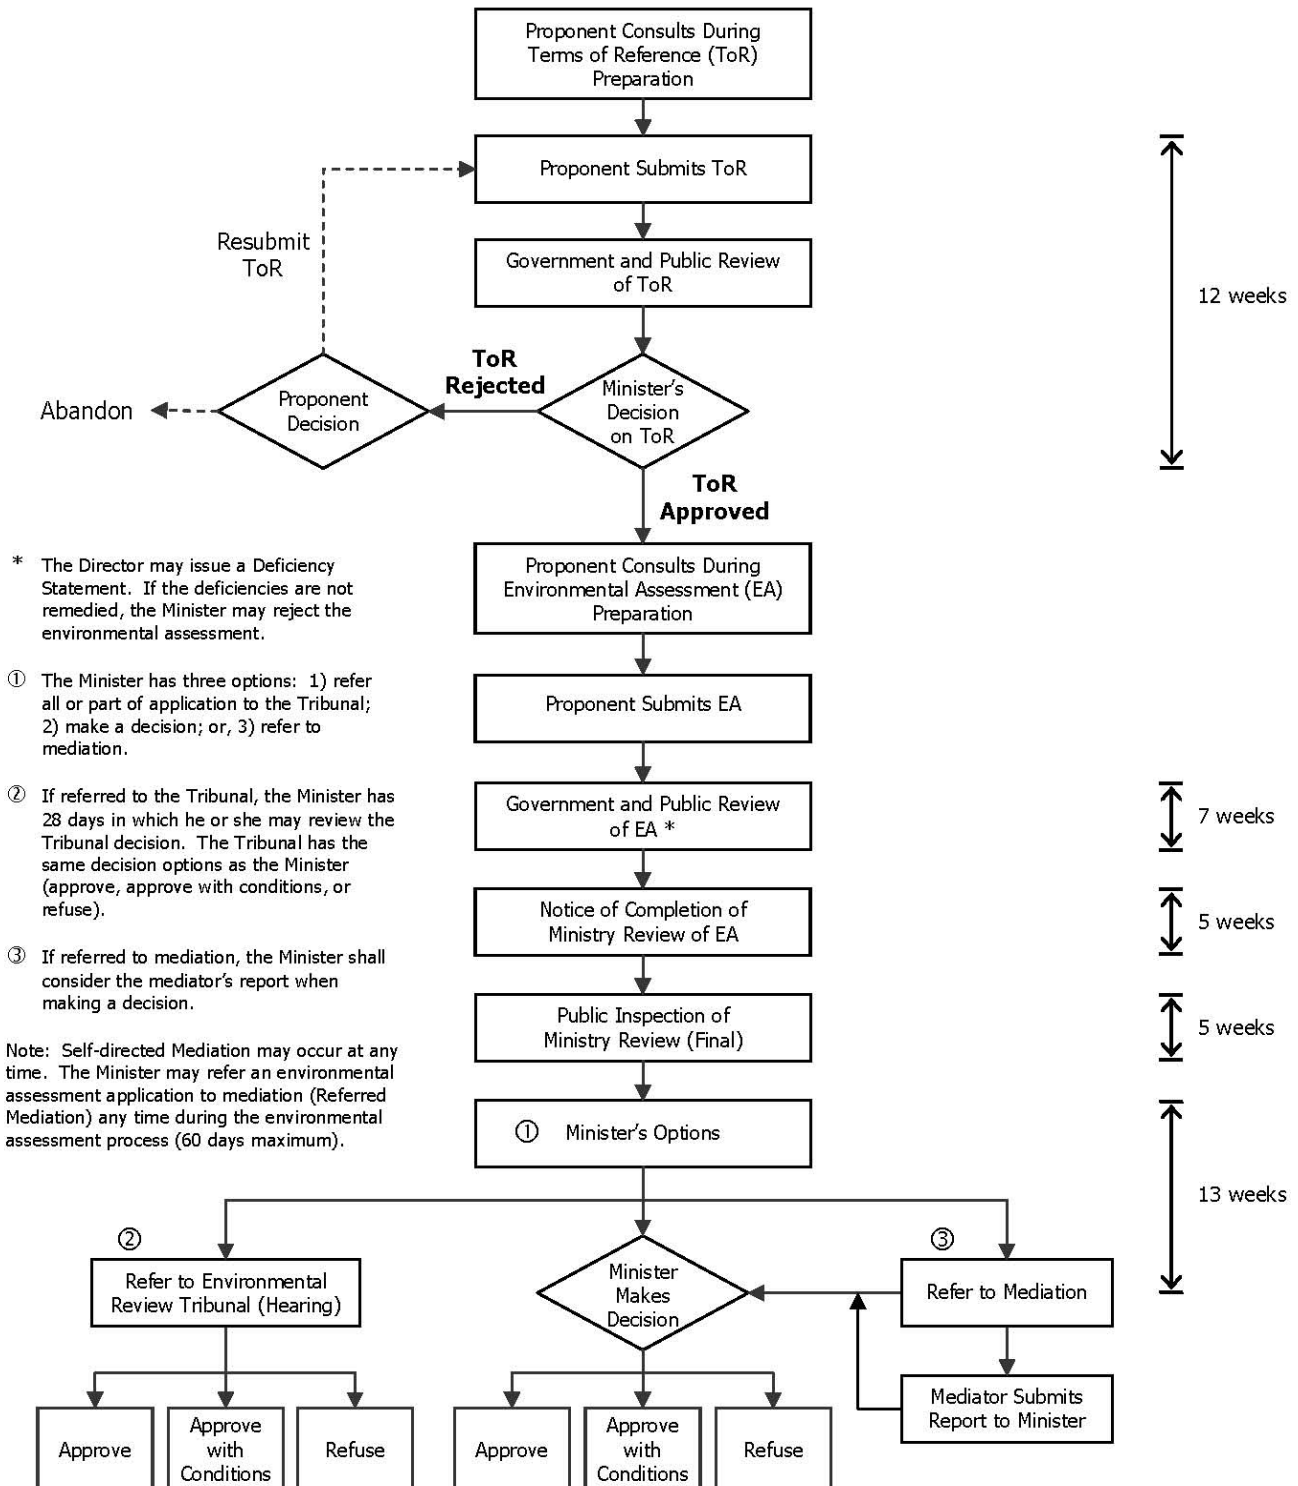 Proponent Consults During
Terms of Reference (ToR)
Preparation
Proponent Submits ToR
Resubmit
ToR
Government and Public Review
of ToR
12 weeks
ToR
Rejected
Minister's
Decision
on ToR
Proponent
Decision
Abandon
ToR
Approved
* The Director may issue a Deficiency
Statement. If the deficiencies are not
remedied, the Minister may reject the
environmental assessment.
① The Minister has three options: 1) refer
all or part of application to the Tribunal;
2) make a decision; or, 3) refer to
mediation.
② If referred to the Tribunal, the Minister has
28 days in which he or she may review the
Tribunal decision. The Tribunal has the
same decision options as the Minister
(approve, approve with conditions, or
refuse).
③ If referred to mediation, the Minister shall
consider the mediator's report when
making a decision.
Note: Self-directed Mediation may occur at any
time. The Minister may refer an environmental
assessment application to mediation (Referred
Mediation) any time during the environmental
assessment process (60 days maximum).
Proponent Consults During
Environmental Assessment (EA)
Preparation
Proponent Submits EA
Government and Public Review
of EA *
7 weeks
Notice of Completion of
Ministry Review of EA
5 weeks
Public Inspection of
Ministry Review (Final)
5 weeks
① Minister's Options
13 weeks
②
Refer to Environmental
Review Tribunal (Hearing)
Minister
Makes
Decision
③
Refer to Mediation
Mediator Submits
Report to Minister
Approve
Approve
with
Conditions
Refuse
Approve
Approve
with
Conditions
Refuse